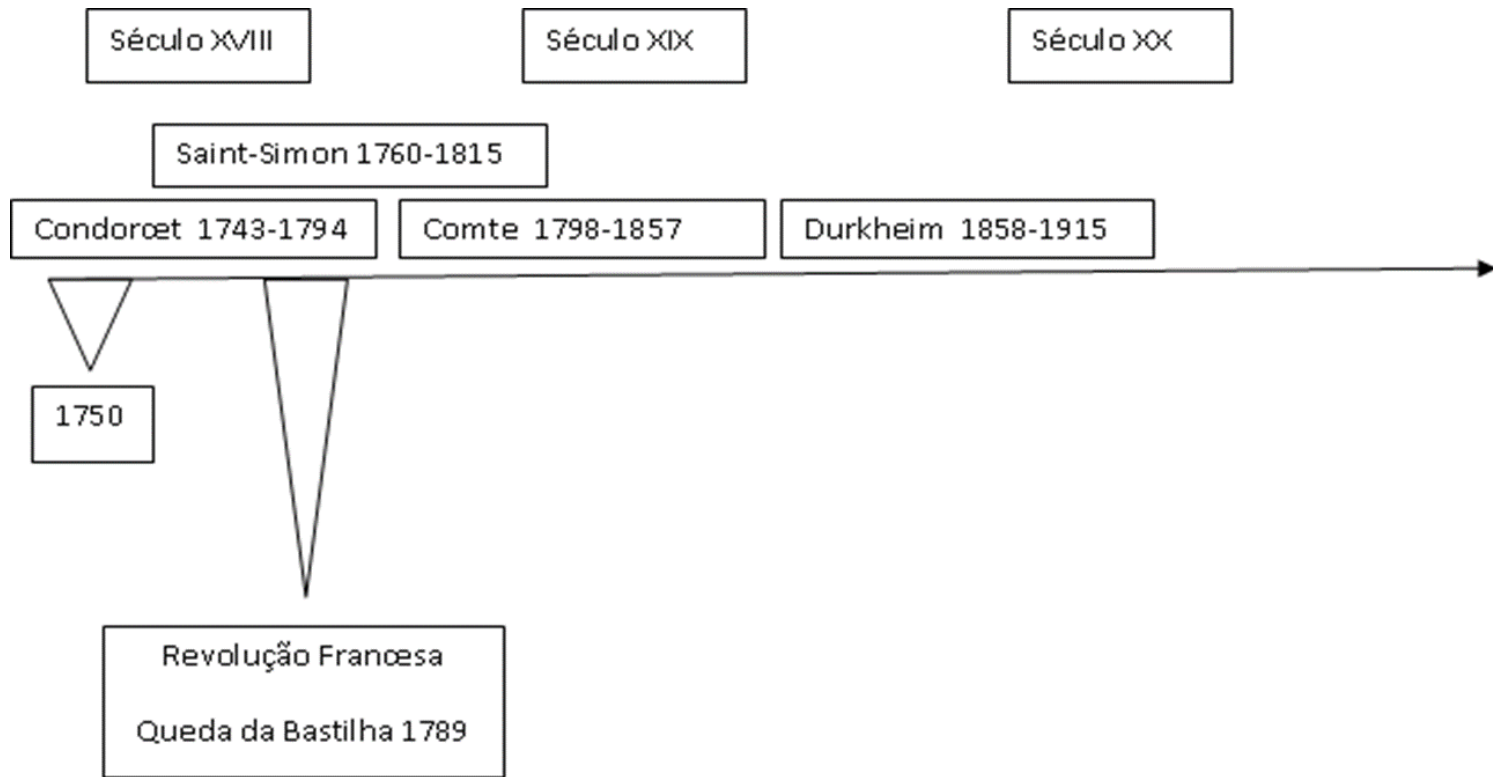 Século XVIII
Século XIX
Século XX
Saint-Simon 1760-1815
Condorcet 1743-1794
Comte 1798-1857
Durkheim 1858-1915
1750
Revolução Francesa
Queda da Bastilha 1789